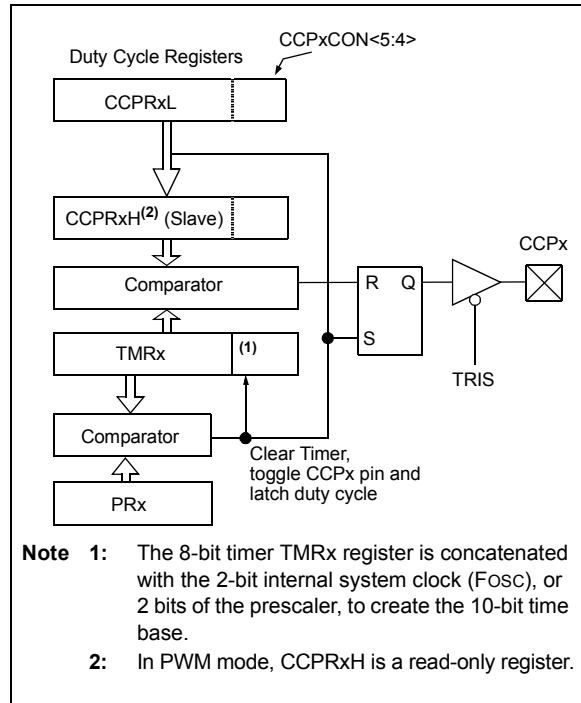 CCPxCON<5:4>
Duty Cycle Registers
CCPRxL
CCPRxH(2) (Slave)
CCPx
Comparator
R Q
TMRx (1)
S
TRIS
Comparator
Clear Timer,
toggle CCPx pin and
latch duty cycle
PRx
Note 1: The 8-bit timer TMRx register is concatenated
with the 2-bit internal system clock (FOSC), or
2 bits of the prescaler, to create the 10-bit time
base.
2: In PWM mode, CCPRxH is a read-only register.